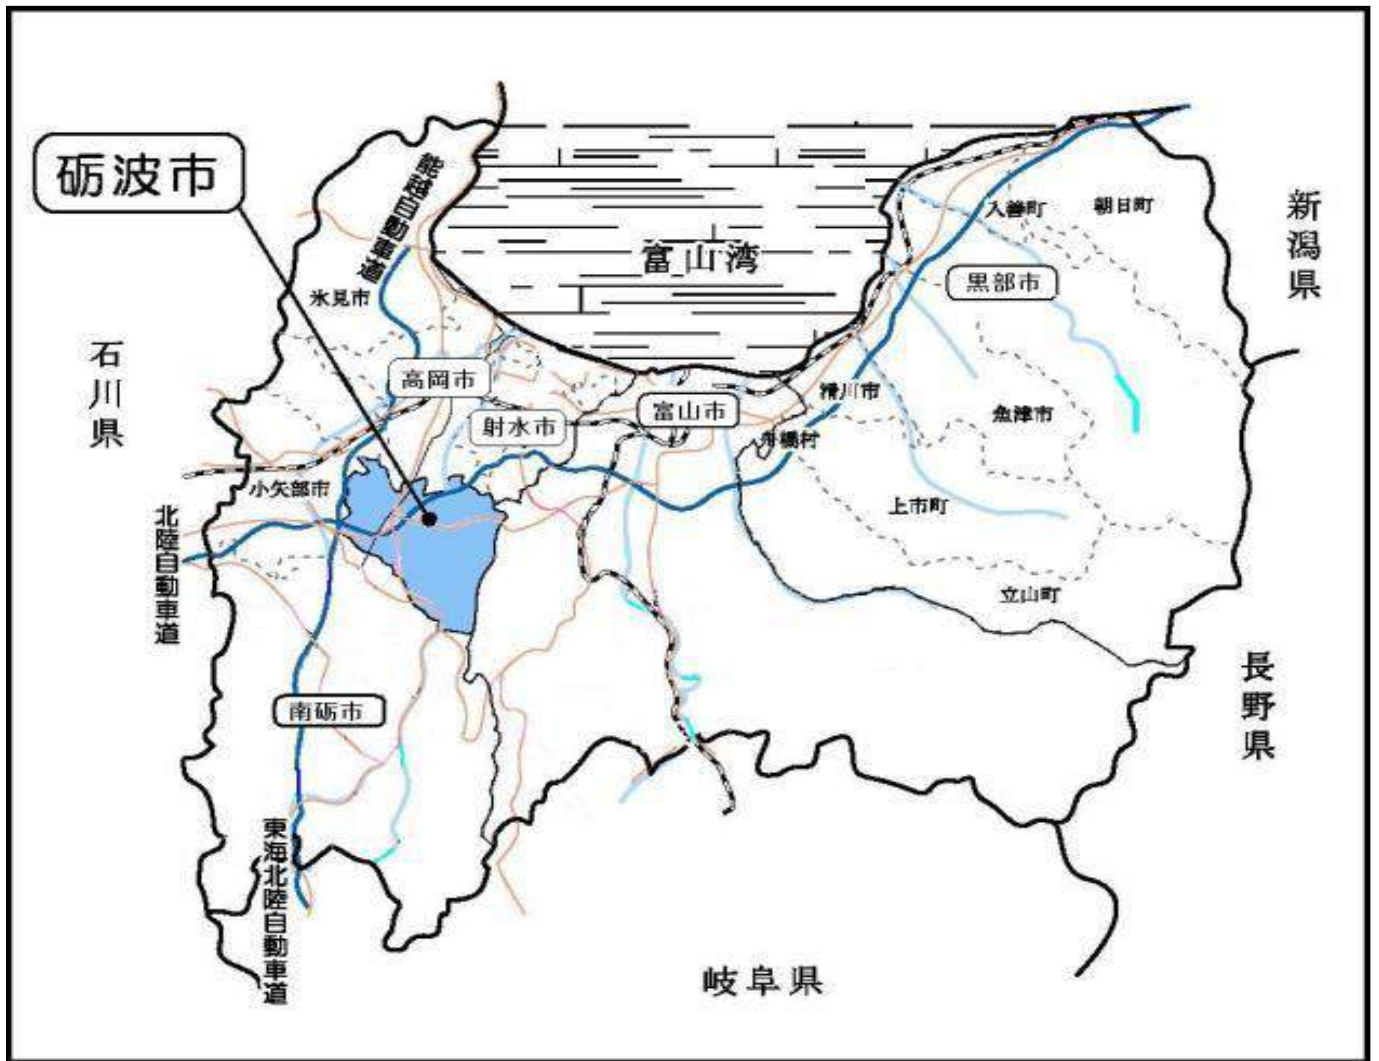 砺波市
能越自動車道
富山湾
入善町
朝日町
新潟県
黒部市
氷見市
石川県
高岡市
射水市
富山市
滑川市
魚津市
舟橋村
小矢部市
上市町
北陸自動車道
立山町
長野県
南砺市
東海北陸自動車道
岐阜県